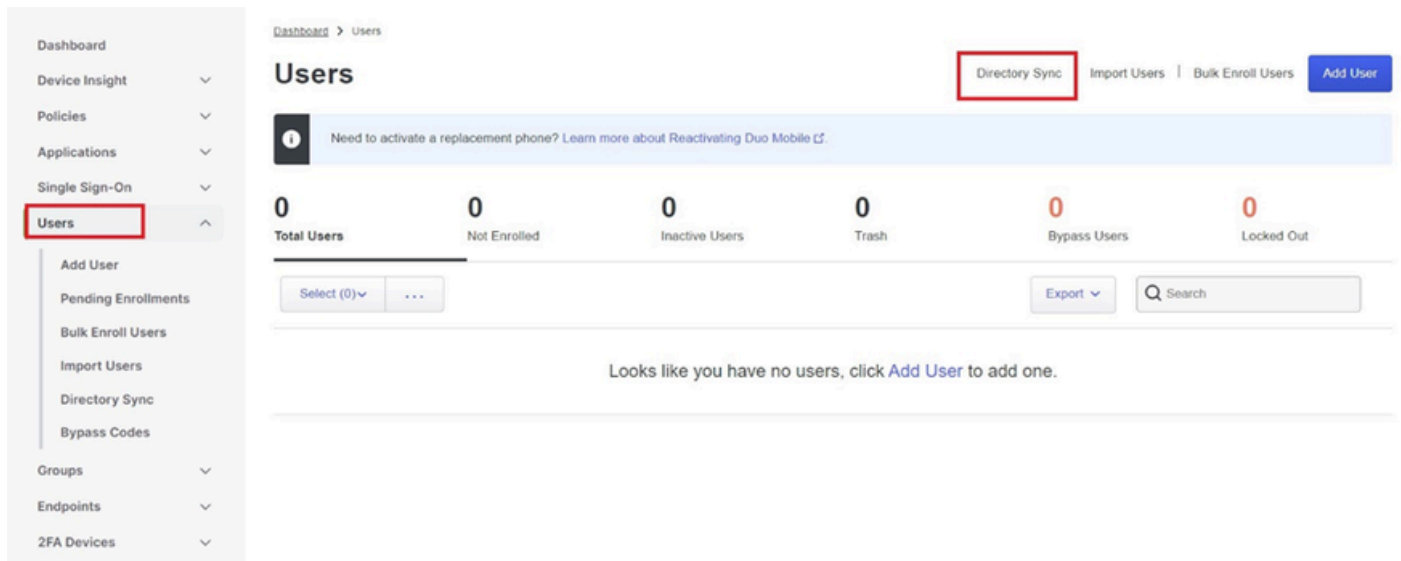 Dashboard
Device Insight
Policies
Applications
Single Sign-On
Users
Add User
Pending Enrollments
Bulk Enroll Users
Import Users
Directory Sync
Bypass Codes
Groups
Endpoints
2FA Devices
Dashboard > Users
Users
Directory Sync Import Users | Bulk Enroll Users Add User
Need to activate a replacement phone? Learn more about Reactivating Duo Mobile.
0 0 0 0 0 0
Total Users Not Enrolled Inactive Users Trash Bypass Users Locked Out
Select (0) ... Export Search
Looks like you have no users, click Add User to add one.